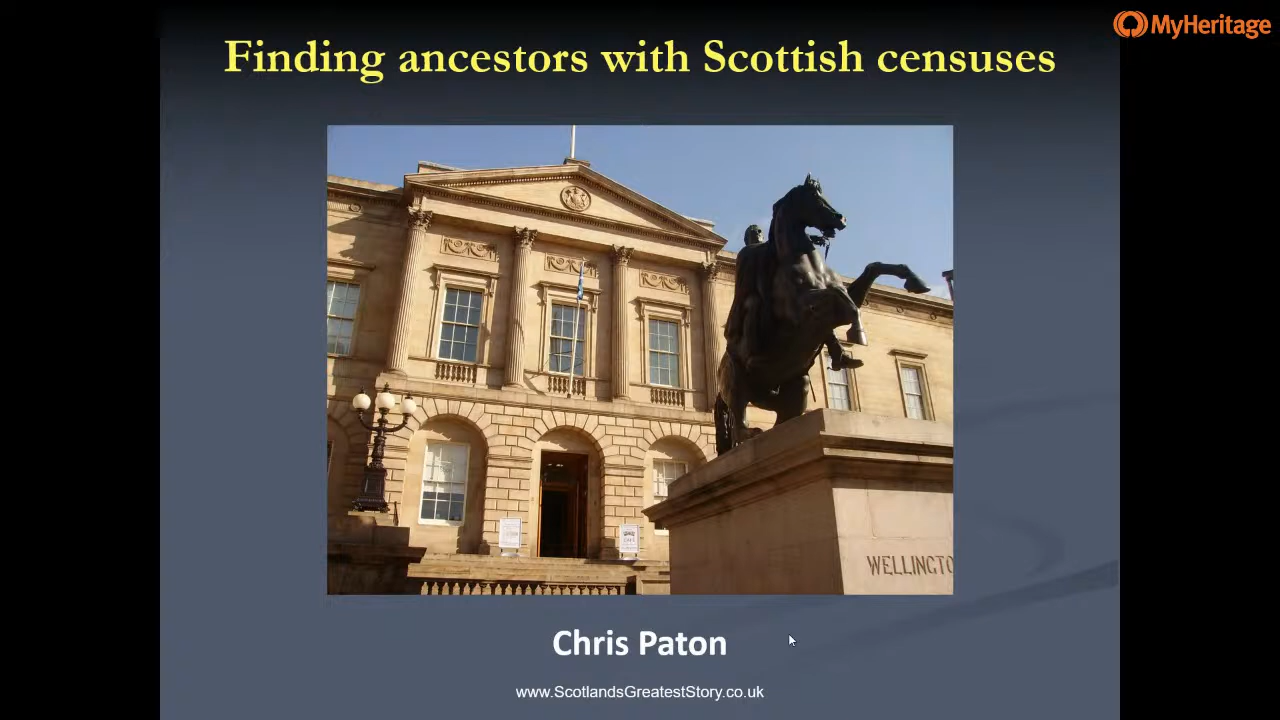 MyHeritage
Finding ancestors with Scottish censuses
WELLINGTO
Chris Paton
www.ScotlandsGreatestStory.co.uk